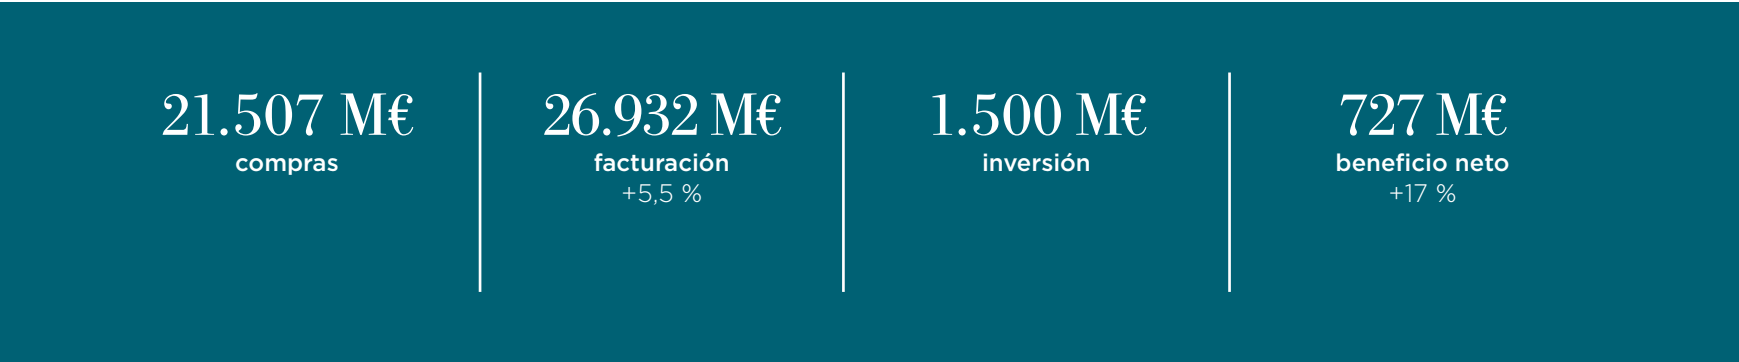 21.507 M€
compras
26.932 M€
facturación
+5,5 %
1.500 M€
inversión
727 M€
beneficio neto
+17 %